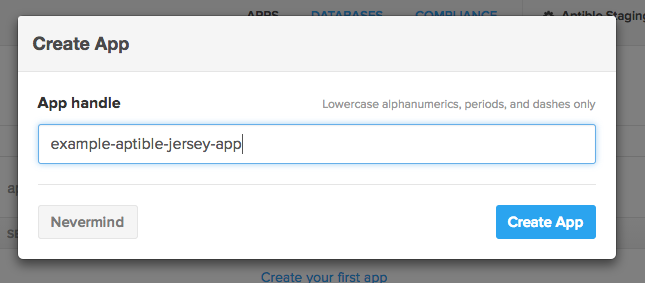 APPS DATABASES COMPLIANCE Aptible Staging
Create App
App handle Lowercase alphanumerics, periods, and dashes only
example-aptible-jersey-app
Nevermind Create App
Create your first app